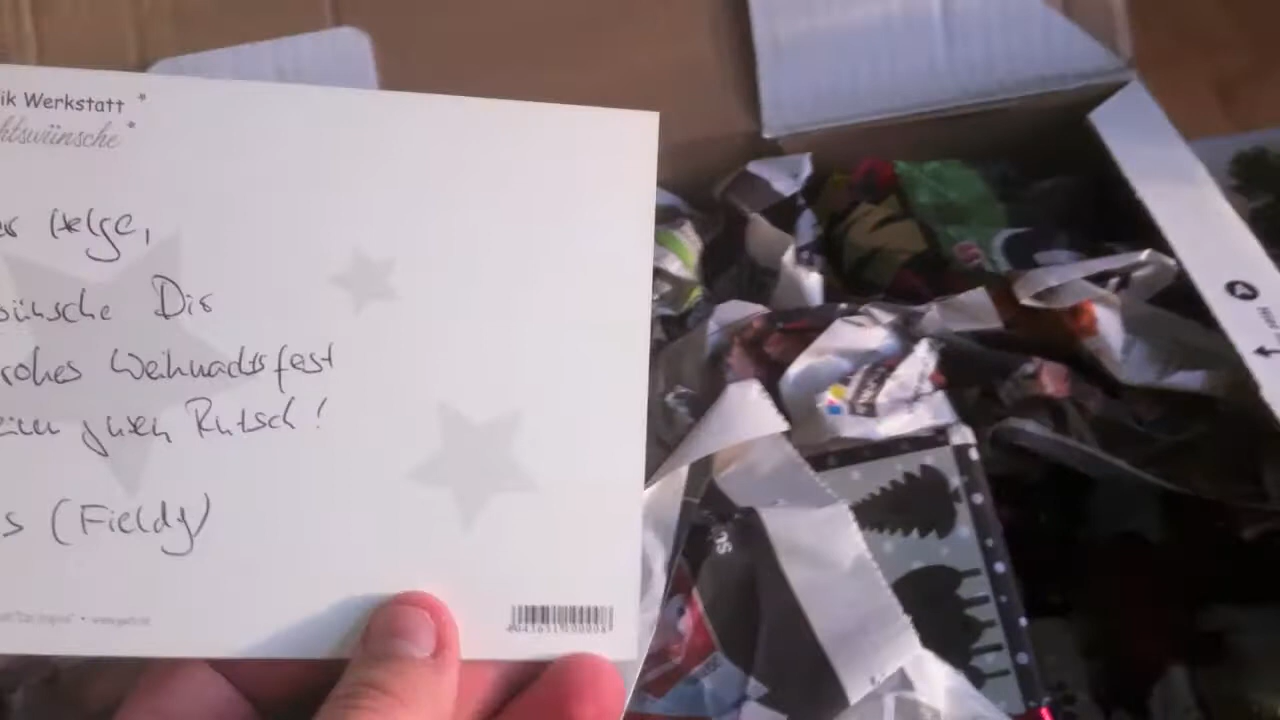 ik Werkstatt
htswünsche
er Helge,
wünsche Dir
rohes Weihnachtsfest
einen guten Rutsch!
s (Fieldy)